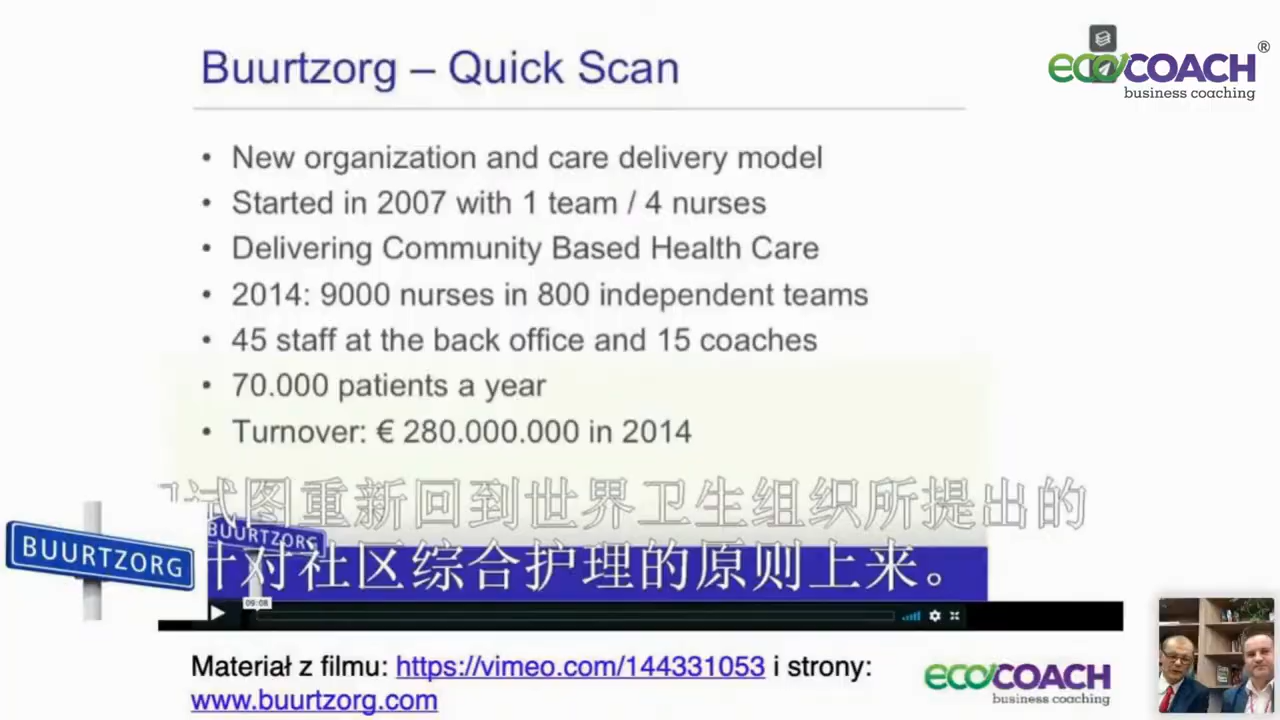 Buurtzorg – Quick Scan
ecocoach®
business coaching
• New organization and care delivery model
• Started in 2007 with 1 team / 4 nurses
• Delivering Community Based Health Care
• 2014: 9000 nurses in 800 independent teams
• 45 staff at the back office and 15 coaches
• 70.000 patients a year
• Turnover: € 280.000.000 in 2014
试图重新回到世界卫生组织所提出的
BUURTZORG
BUURTZORG
针对社区综合护理的原则上来。
09:08
Materiał z filmu: https://vimeo.com/144331053 i strony:
www.buurtzorg.com
ecocoach
business coaching